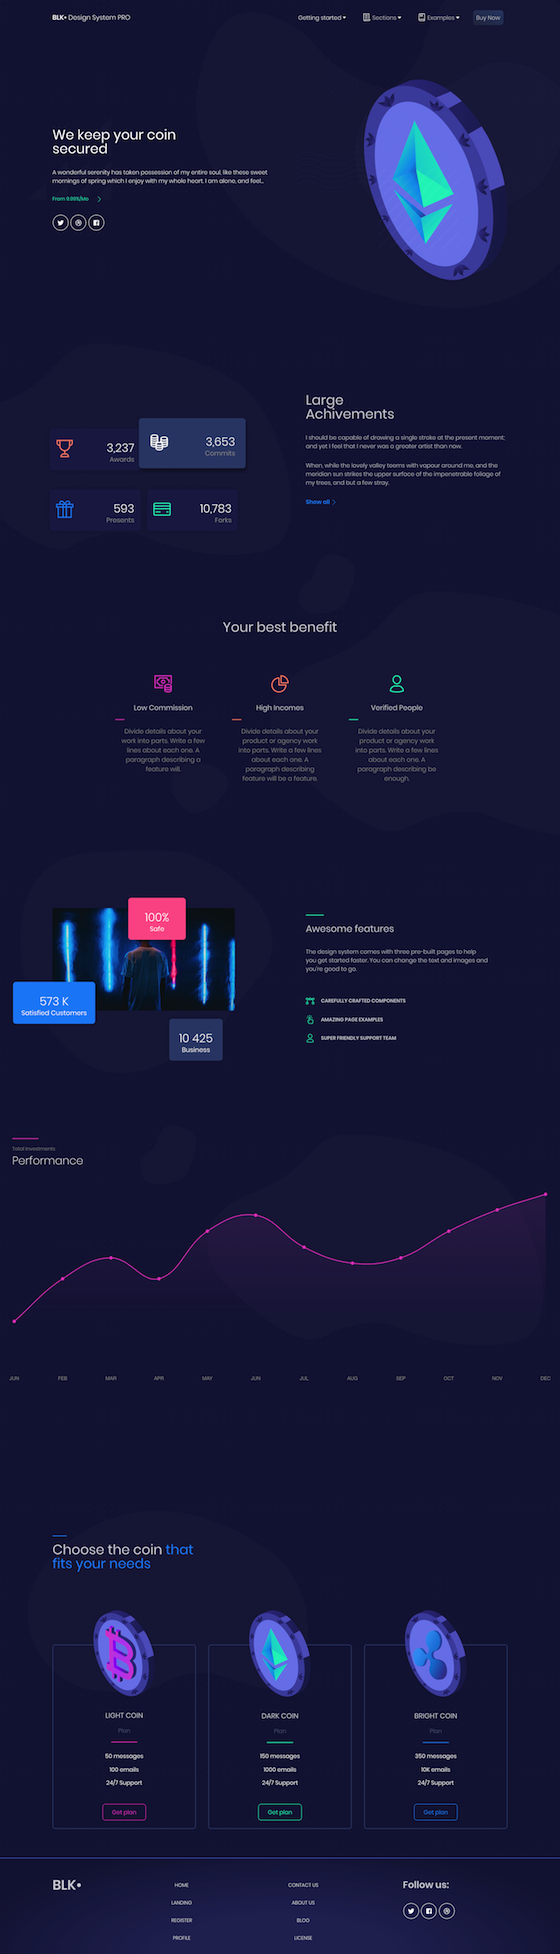 BLK• Design System PRO
Getting started
Sections
Examples
Buy Now
We keep your coin
secured
A wonderful serenity has taken possession of my entire soul, like these sweet
mornings of spring which I enjoy with my whole heart. I am alone, and feel...
From 9.99%/Mo
3,237
Awards
3,653
Commits
593
Presents
10,783
Forks
Large
Achivements
I should be capable of drawing a single stroke at the present moment;
and yet I feel that I never was a greater artist than now.
When, while the lovely valley teems with vapour around me, and the
meridian sun strikes the upper surface of the impenetrable foliage of
my trees, and but a few stray.
Show all
Your best benefit
Low Commission
Divide details about your
work into parts. Write a few
lines about each one. A
paragraph describing a
feature will.
High Incomes
Divide details about your
product or agency work
into parts. Write a few lines
about each one. A
paragraph describing
feature will be a feature.
Verified People
Divide details about your
product or agency work
into parts. Write a few lines
about each one. A
paragraph describing be
enough.
100%
Safe
573 K
Satisfied Customers
10 425
Business
Awesome features
The design system comes with three pre-built pages to help
you get started faster. You can change the text and images and
you're good to go.
CAREFULLY CRAFTED COMPONENTS
AMAZING PAGE EXAMPLES
SUPER FRIENDLY SUPPORT TEAM
Total Investments
Performance
JUN FEB MAR APR MAY JUN JUL AUG SEP OCT NOV DEC
Choose the coin that
fits your needs
LIGHT COIN
Plan
50 messages
100 emails
24/7 Support
Get plan
DARK COIN
Plan
150 messages
1000 emails
24/7 Support
Get plan
BRIGHT COIN
Plan
350 messages
10K emails
24/7 Support
Get plan
BLK•
HOME
LANDING
REGISTER
PROFILE
CONTACT US
ABOUT US
BLOG
LICENSE
Follow us: